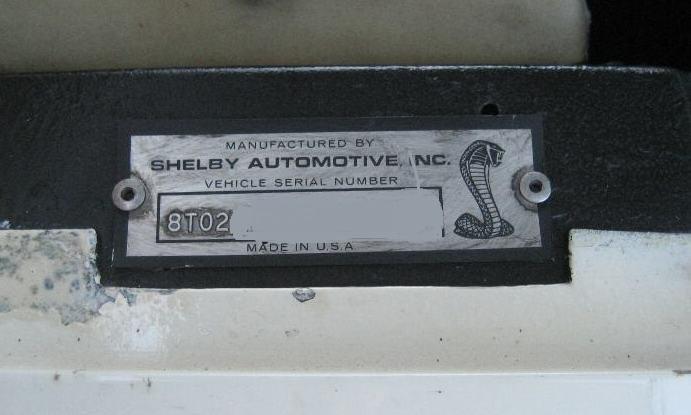 MANUFACTURED BY
SHELBY AUTOMOTIVE, INC.
VEHICLE SERIAL NUMBER
8T02
MADE IN U.S.A